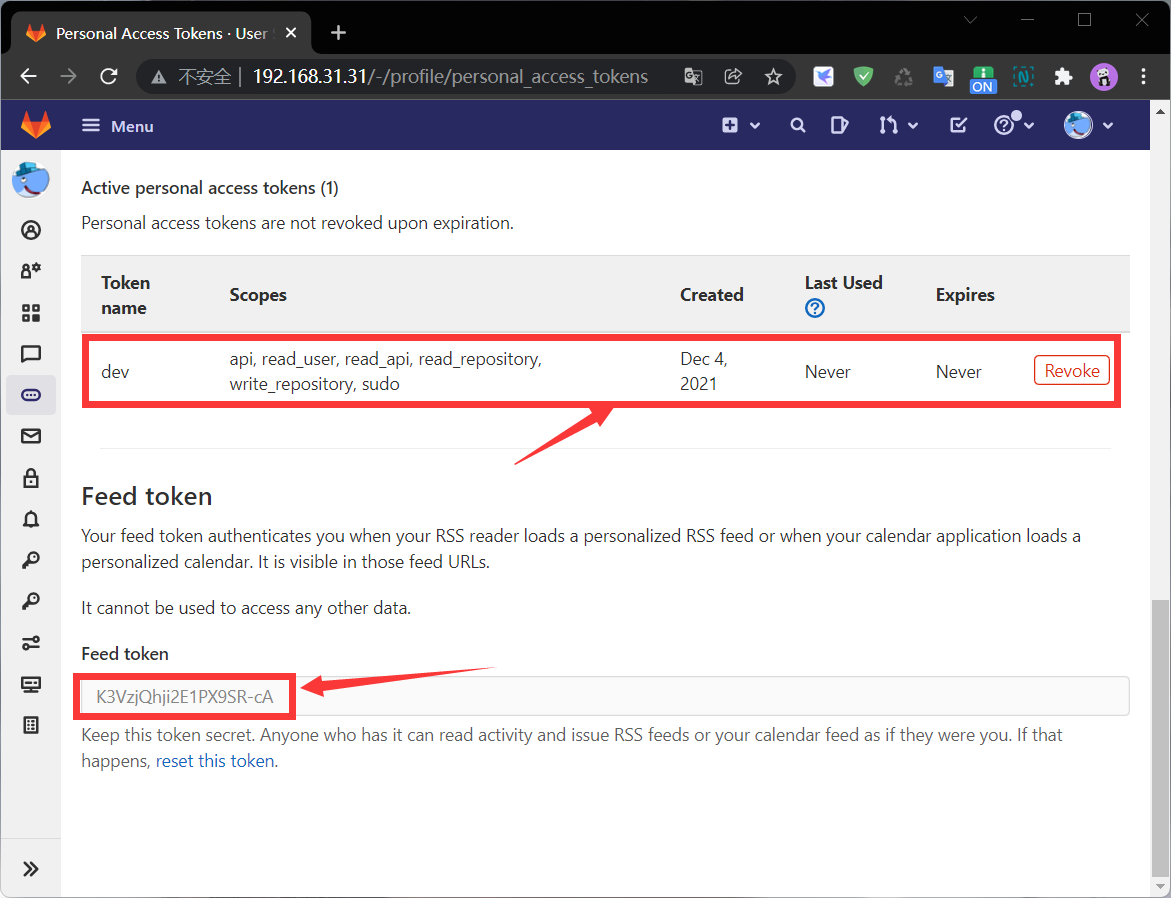 Personal Access Tokens · User
不安全 | 192.168.31.31/-/profile/personal_access_tokens
ON
Menu
Active personal access tokens (1)
Personal access tokens are not revoked upon expiration.
Token name
Scopes
Created
Last Used
Expires
dev
api, read_user, read_api, read_repository,
write_repository, sudo
Dec 4,
2021
Never
Never
Revoke
Feed token
Your feed token authenticates you when your RSS reader loads a personalized RSS feed or when your calendar application loads a
personalized calendar. It is visible in those feed URLs.
It cannot be used to access any other data.
Feed token
K3VzjQhji2E1PX9SR-cA
Keep this token secret. Anyone who has it can read activity and issue RSS feeds or your calendar feed as if they were you. If that
happens, reset this token.